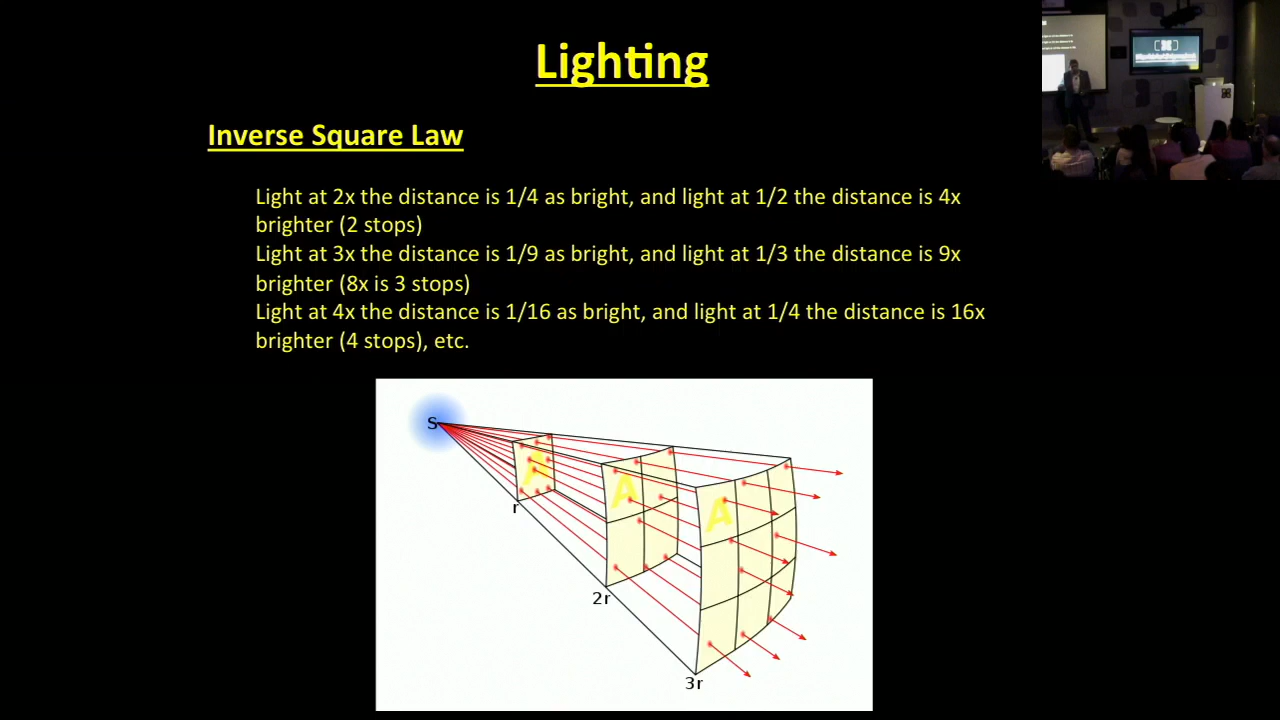 Lighting
Inverse Square Law
Light at 2x the distance is 1/4 as bright, and light at 1/2 the distance is 4x
brighter (2 stops)
Light at 3x the distance is 1/9 as bright, and light at 1/3 the distance is 9x
brighter (8x is 3 stops)
Light at 4x the distance is 1/16 as bright, and light at 1/4 the distance is 16x
brighter (4 stops), etc.
S
A
A
A
r
2r
3r